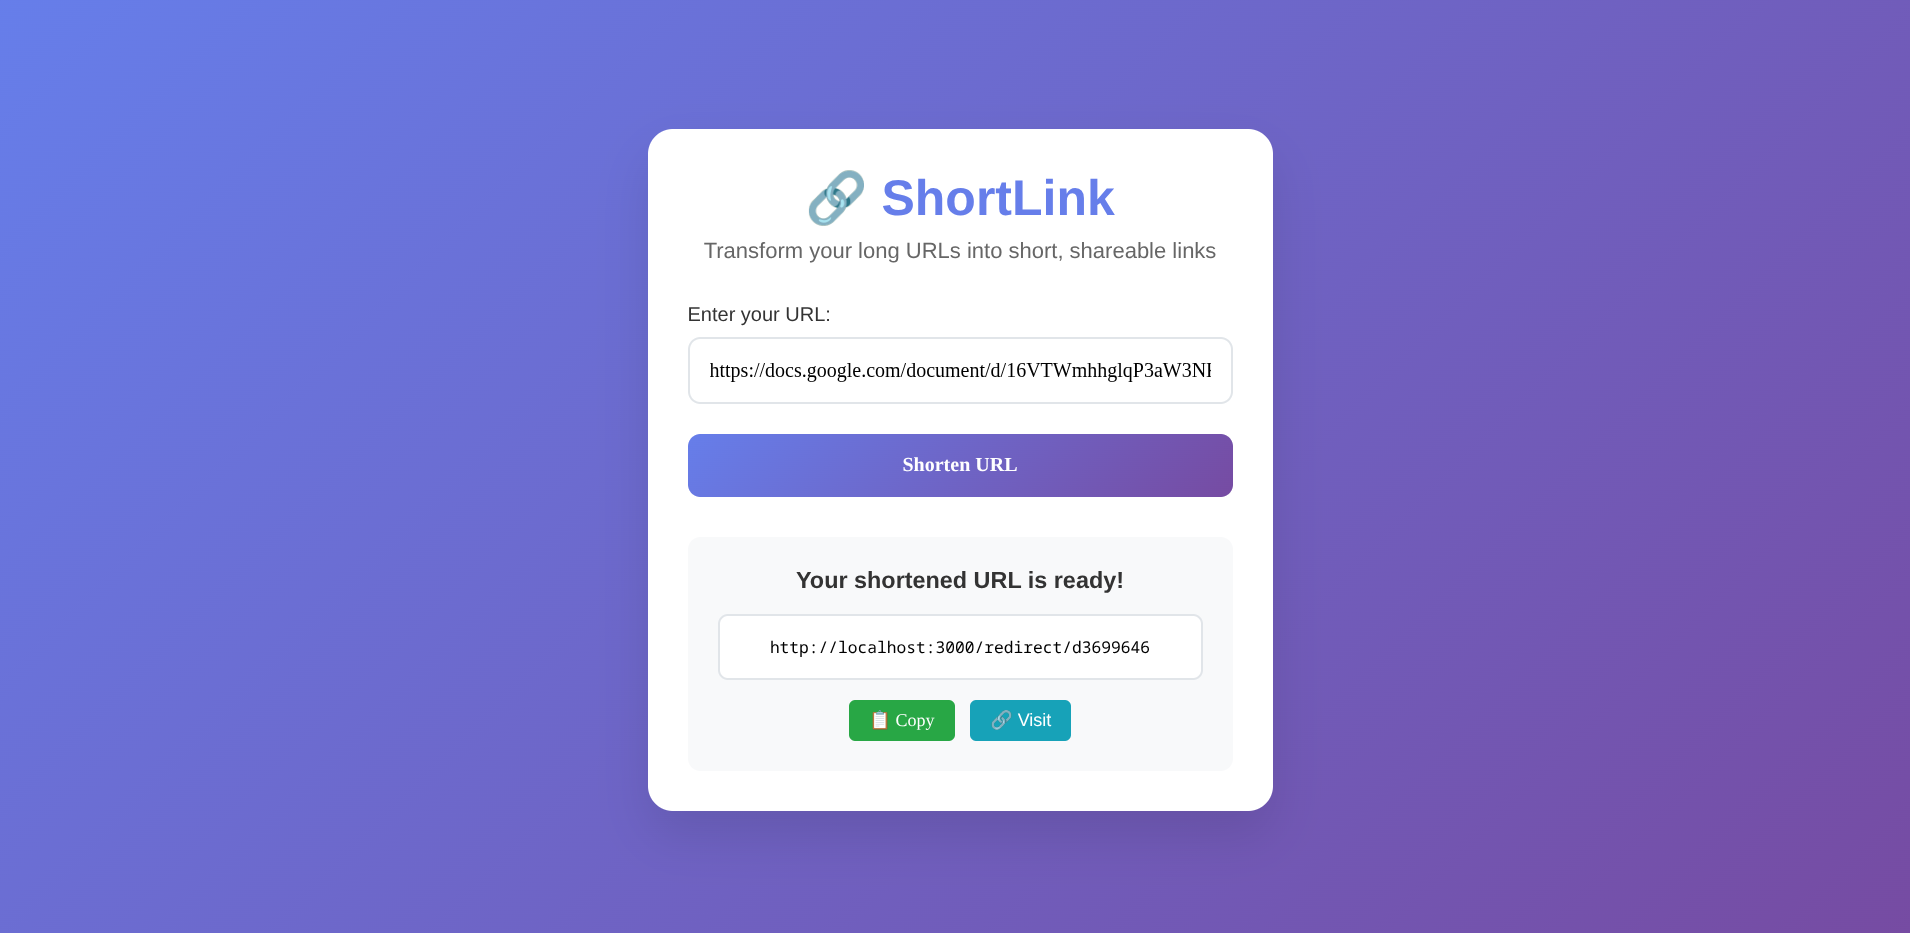 ShortLink
Transform your long URLs into short, shareable links
Enter your URL:
https://docs.google.com/document/d/16VTWmhhglqP3aW3N
Shorten URL
Your shortened URL is ready!
http://localhost:3000/redirect/d3699646
Copy
Visit